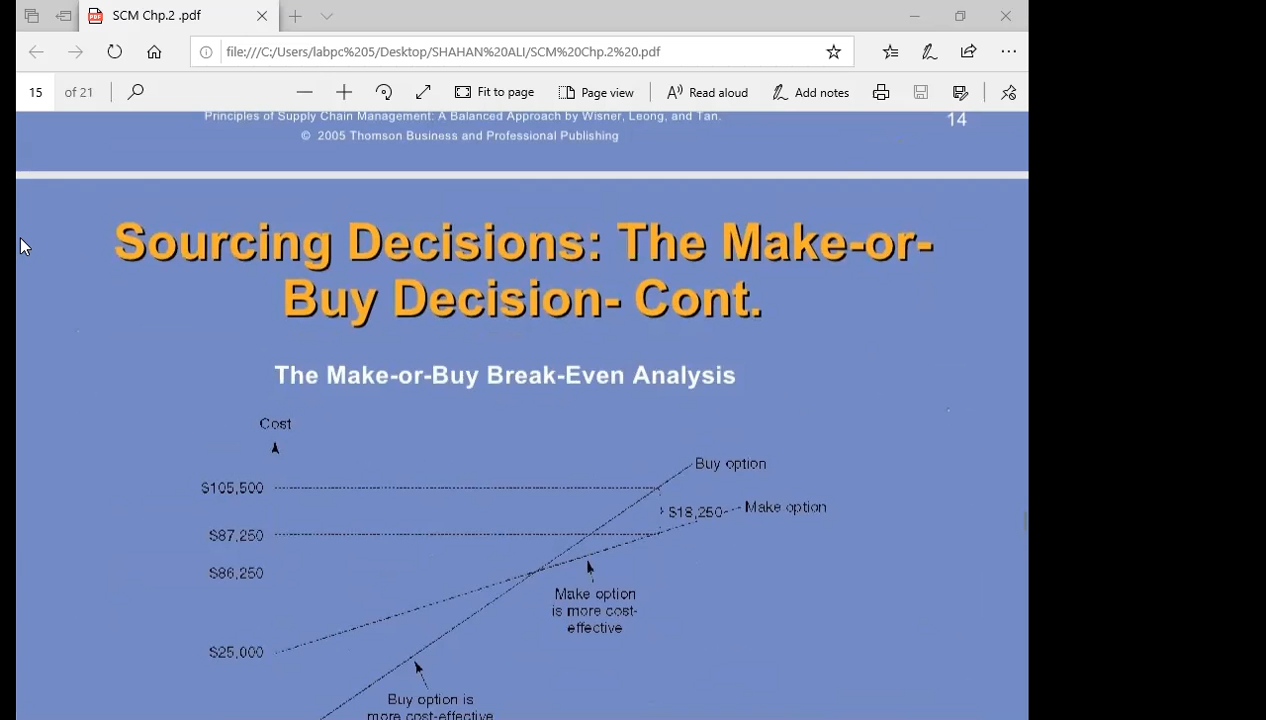 SCM Chp.2 .pdf
file:///C:/Users/labpc%205/Desktop/SHAHAN%20ALI/SCM%20Chp.2%20.pdf
15 of 21
Fit to page
Page view
Read aloud
Add notes
Principles of Supply Chain Management: A Balanced Approach by Wisner, Leong, and Tan.
© 2005 Thomson Business and Professional Publishing
14
Sourcing Decisions: The Make-or-
Buy Decision- Cont.
The Make-or-Buy Break-Even Analysis
Cost
Buy option
$105,500
$18,250
Make option
$87,250
$86,250
Make option
is more cost-
effective
$25,000
Buy option is
more cost-effective